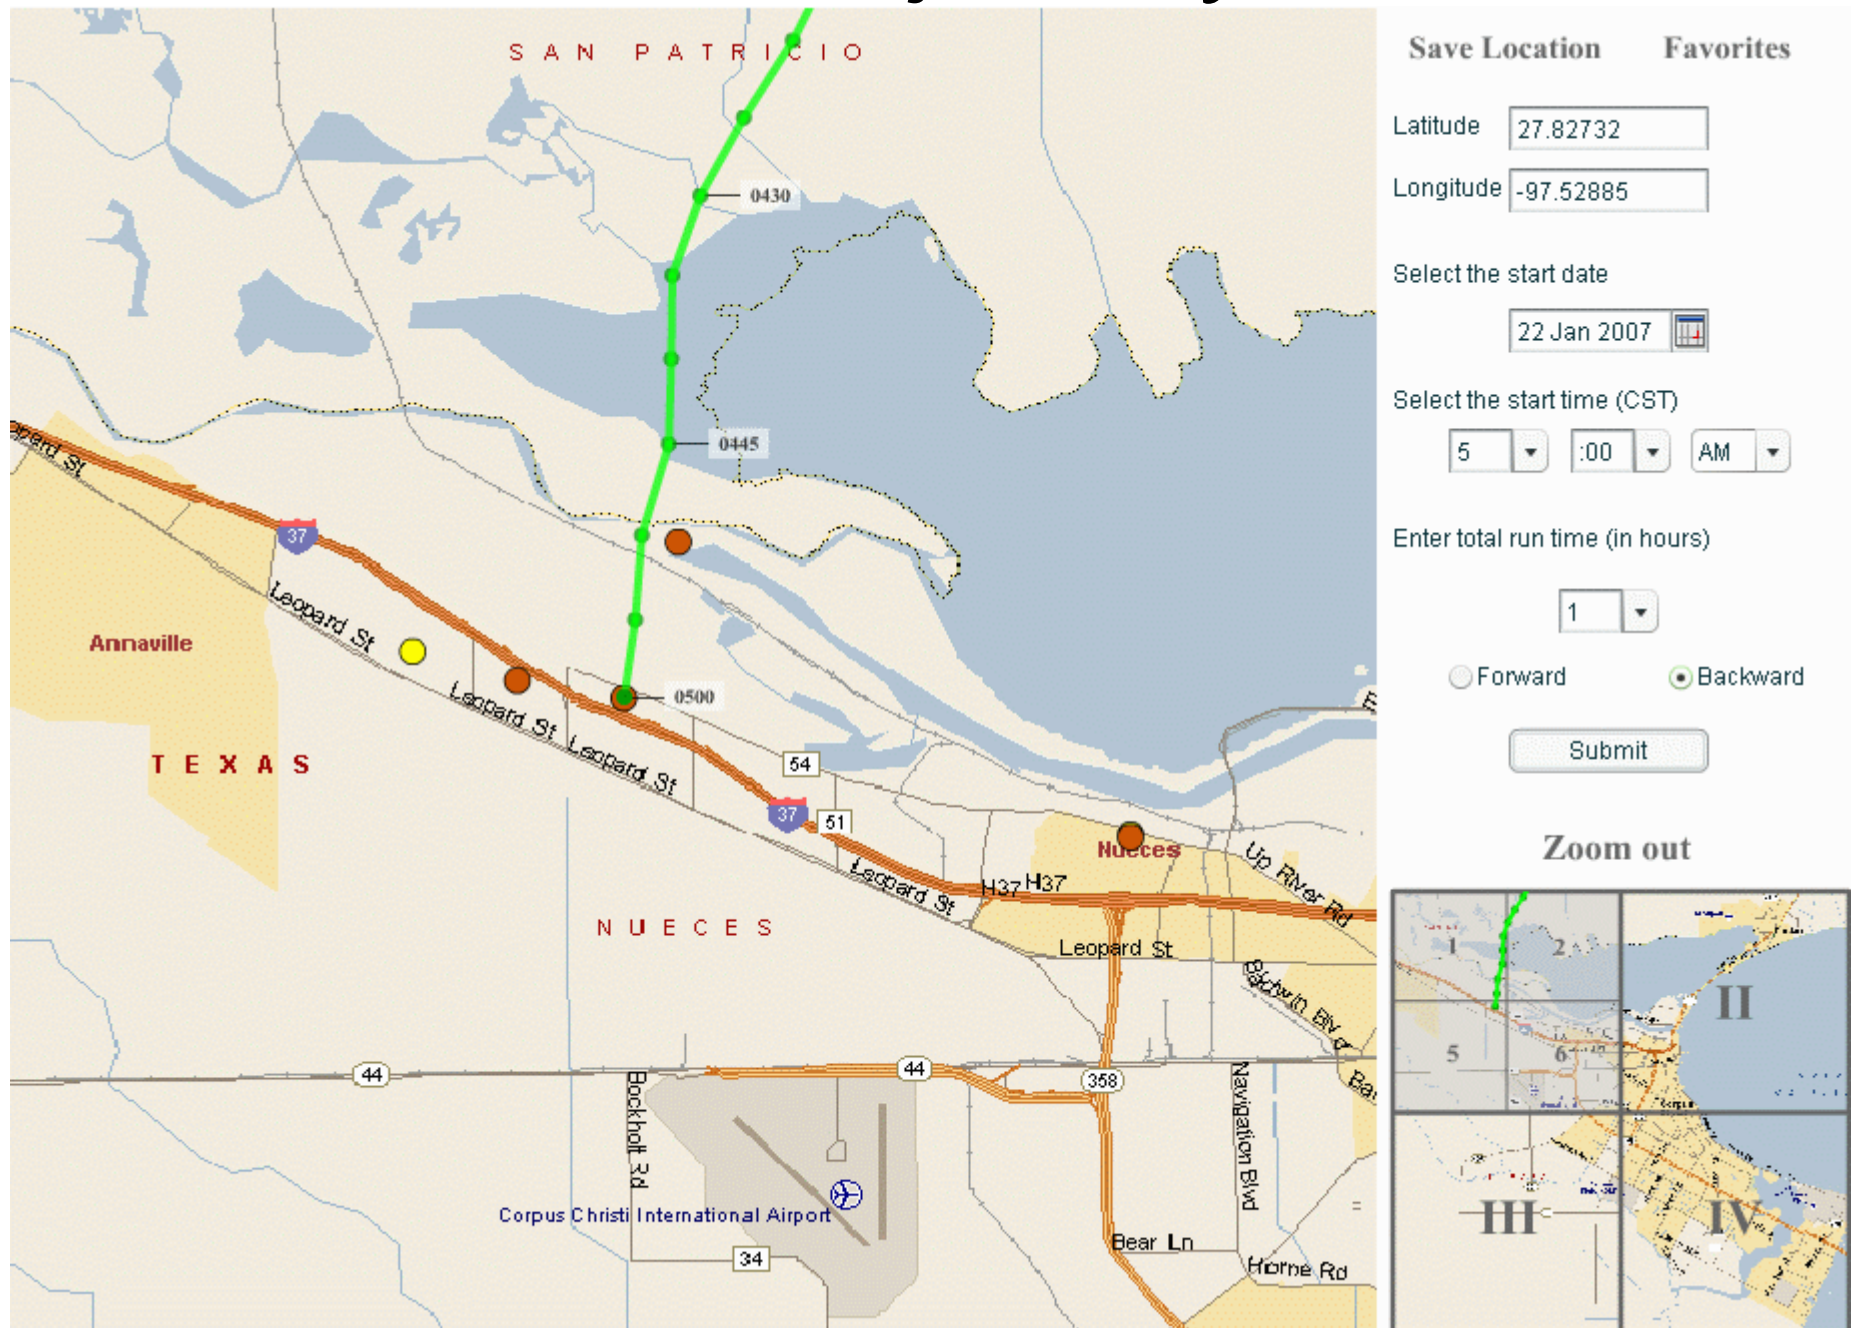 SAN PATRICIO
0430
0445
37
Leopard St
Annaville
Leopard St
0500
Leopard St
TEXAS
54
37
51
Nueces
Up River Rd
Leopard St
H37 H37
NUECES
Leopard St
Baldwin Blvd
44
44
358
Bockholt Rd
Navigation Blvd
Corpus Christi International Airport
34
Bear Ln
Horne Rd
Save Location Favorites
Latitude 27.82732
Longitude -97.52885
Select the start date
22 Jan 2007
Select the start time (CST)
5 :00 AM
Enter total run time (in hours)
1
Forward Backward
Submit
Zoom out
1 2 II
5 6
III IV